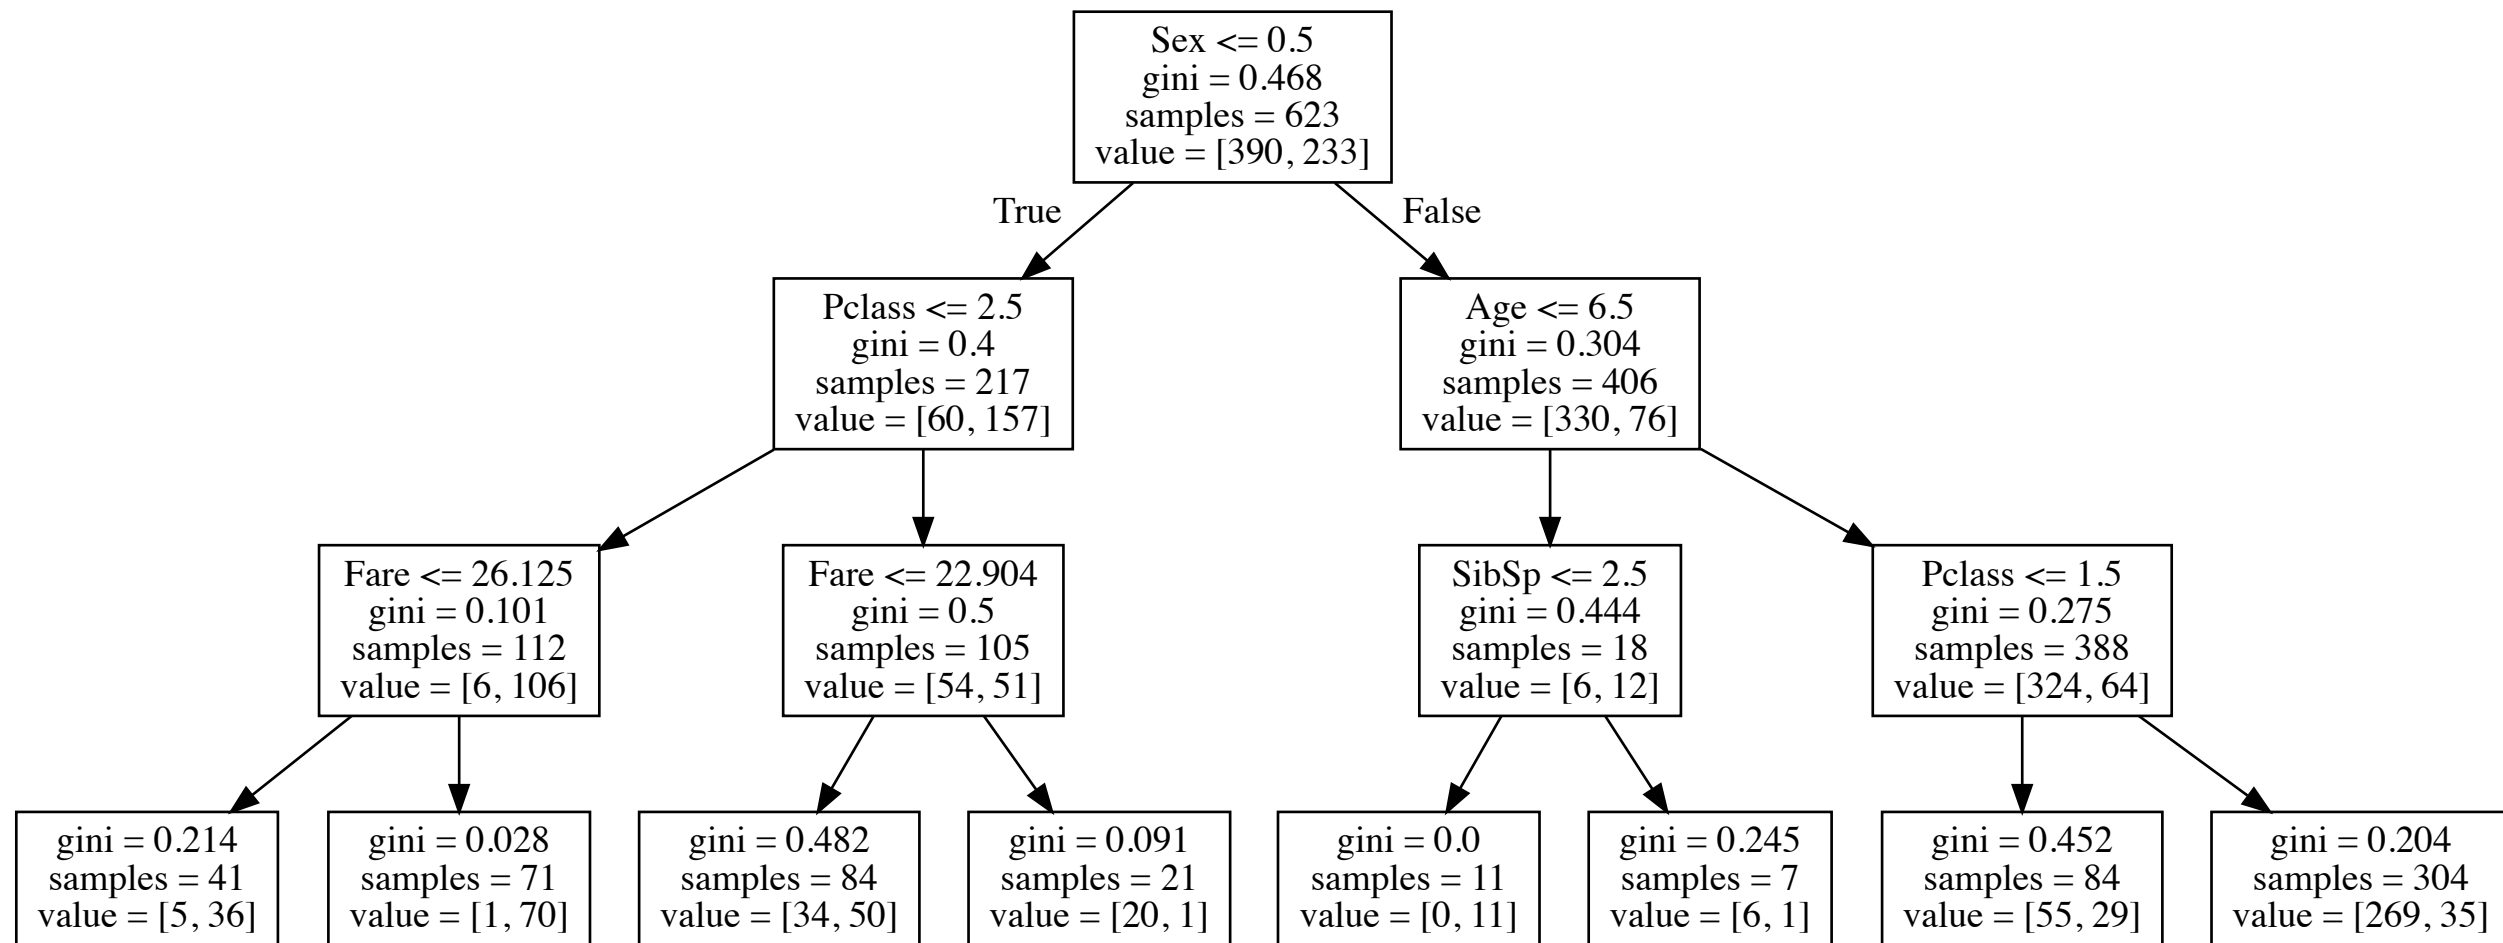 Sex <= 0.5
gini = 0.468
samples = 623
value = [390, 233]
True
False
Pclass <= 2.5
gini = 0.4
samples = 217
value = [60, 157]
Age <= 6.5
gini = 0.304
samples = 406
value = [330, 76]
Fare <= 26.125
gini = 0.101
samples = 112
value = [6, 106]
Fare <= 22.904
gini = 0.5
samples = 105
value = [54, 51]
SibSp <= 2.5
gini = 0.444
samples = 18
value = [6, 12]
Pclass <= 1.5
gini = 0.275
samples = 388
value = [324, 64]
gini = 0.214
samples = 41
value = [5, 36]
gini = 0.028
samples = 71
value = [1, 70]
gini = 0.482
samples = 84
value = [34, 50]
gini = 0.091
samples = 21
value = [20, 1]
gini = 0.0
samples = 11
value = [0, 11]
gini = 0.245
samples = 7
value = [6, 1]
gini = 0.452
samples = 84
value = [55, 29]
gini = 0.204
samples = 304
value = [269, 35]